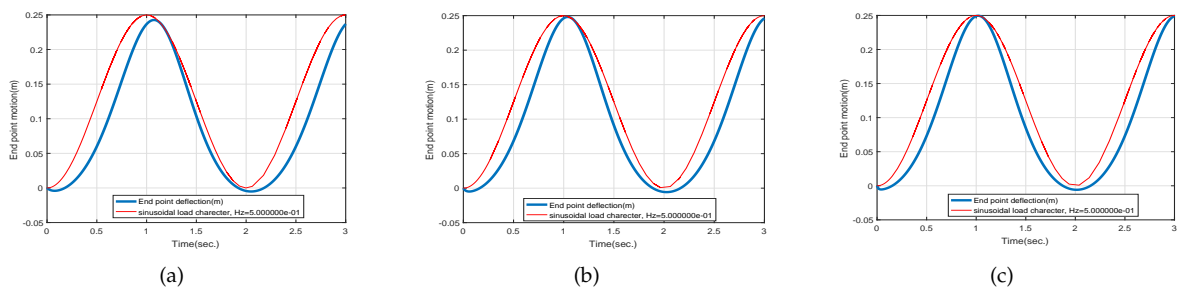 0.25
0.2
0.15
0.1
0.05
0
-0.05
End point motion(m)
0
0.5
1
1.5
2
2.5
3
Time(sec.)
End point deflection(m)
sinusoidal load charecter, Hz=5.000000e-01
(a)
0.25
0.2
0.15
0.1
0.05
0
-0.05
End point motion(m)
0
0.5
1
1.5
2
2.5
3
Time(sec.)
End point deflection(m)
sinusoidal load charecter, Hz=5.000000e-01
(b)
0.25
0.2
0.15
0.1
0.05
0
-0.05
End point motion(m)
0
0.5
1
1.5
2
2.5
3
Time(sec.)
End point deflection(m)
sinusoidal load charecter, Hz=5.000000e-01
(c)